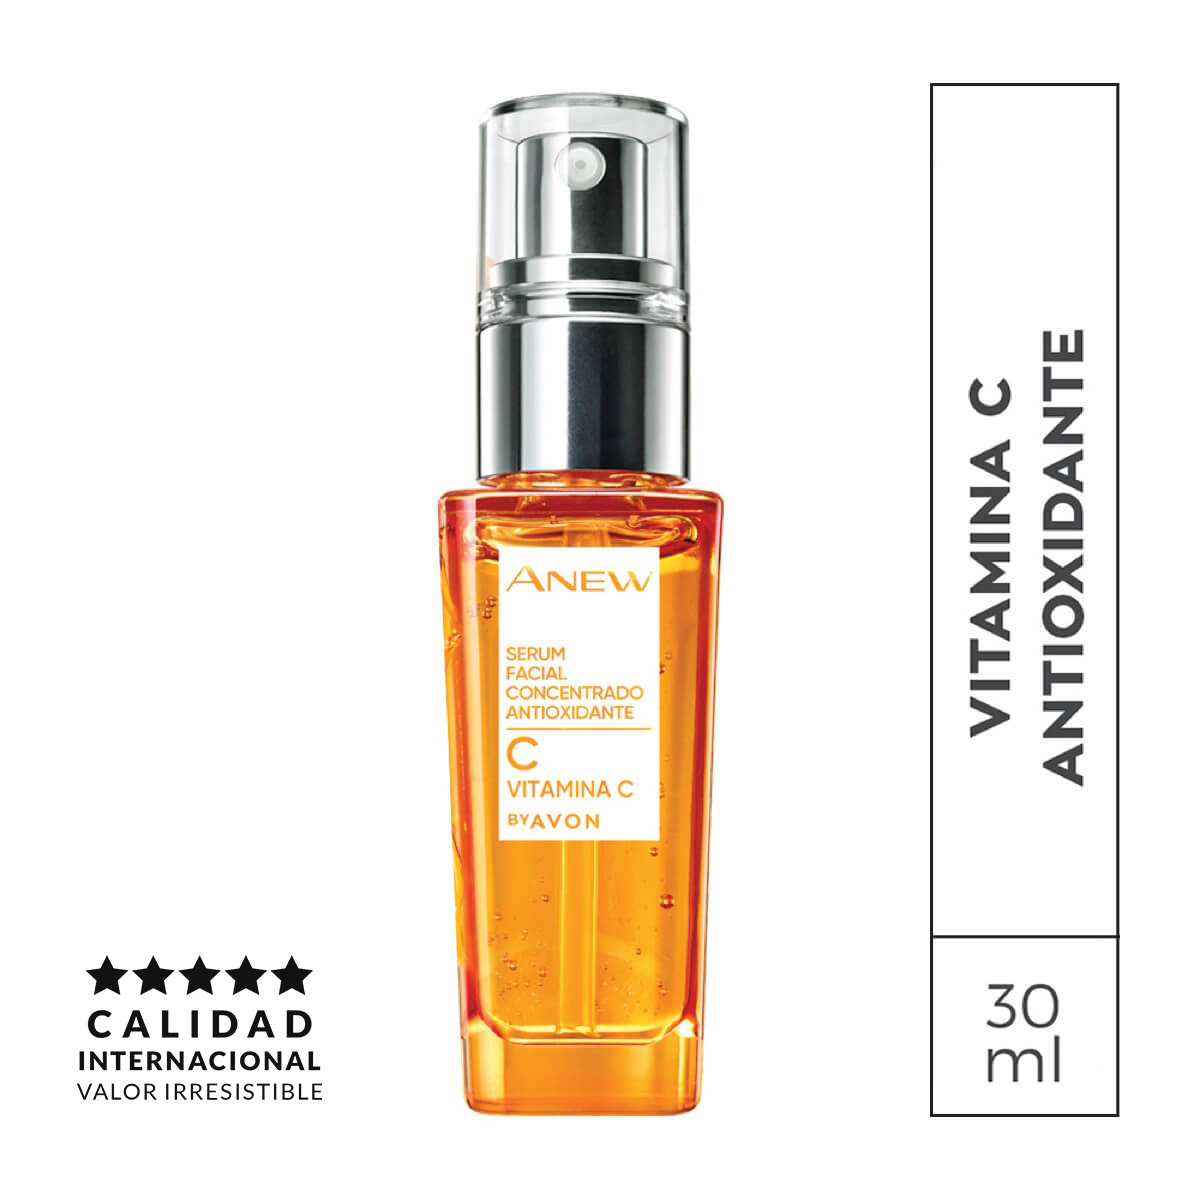 ANEW
SERUM
FACIAL
CONCENTRADO
ANTIOXIDANTE
C
VITAMINA C
BY AVON
CALIDAD
INTERNACIONAL
VALOR IRRESISTIBLE
VITAMINA C
ANTIOXIDANTE
30
ml